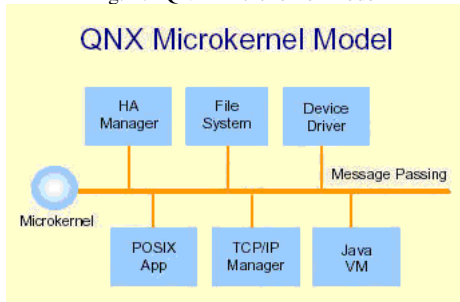 QNX Microkernel Model
HA
Manager
File
System
Device
Driver
Message Passing
Microkernel
POSIX
App
TCP/IP
Manager
Java
VM